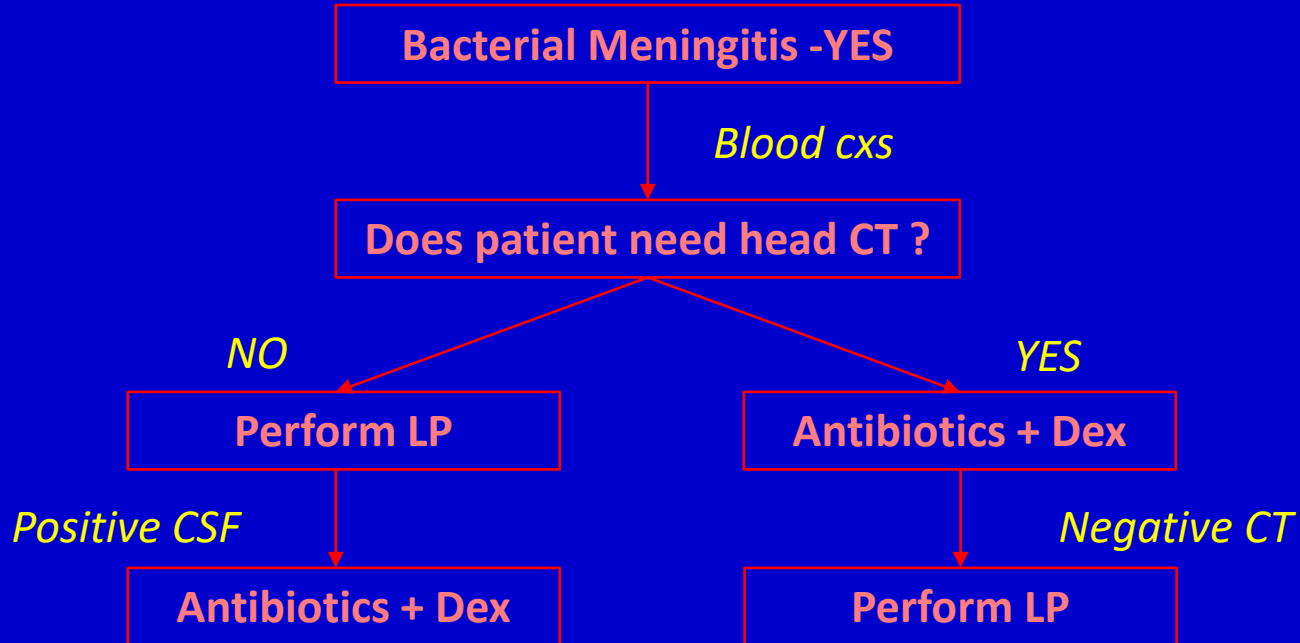 Bacterial Meningitis -YES
Blood cxs
Does patient need head CT ?
NO
YES
Perform LP
Antibiotics + Dex
Positive CSF
Negative CT
Antibiotics + Dex
Perform LP